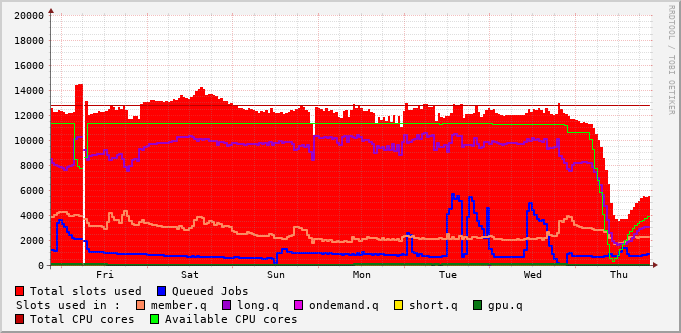 20000
18000
16000
14000
12000
10000
8000
6000
4000
2000
0
Fri Sat Sun Mon Tue Wed Thu
RRDTOOL / TOBI OETIKER
Total slots used Queued Jobs
Slots used in : member.q long.q ondemand.q short.q gpu.q
Total CPU cores Available CPU cores